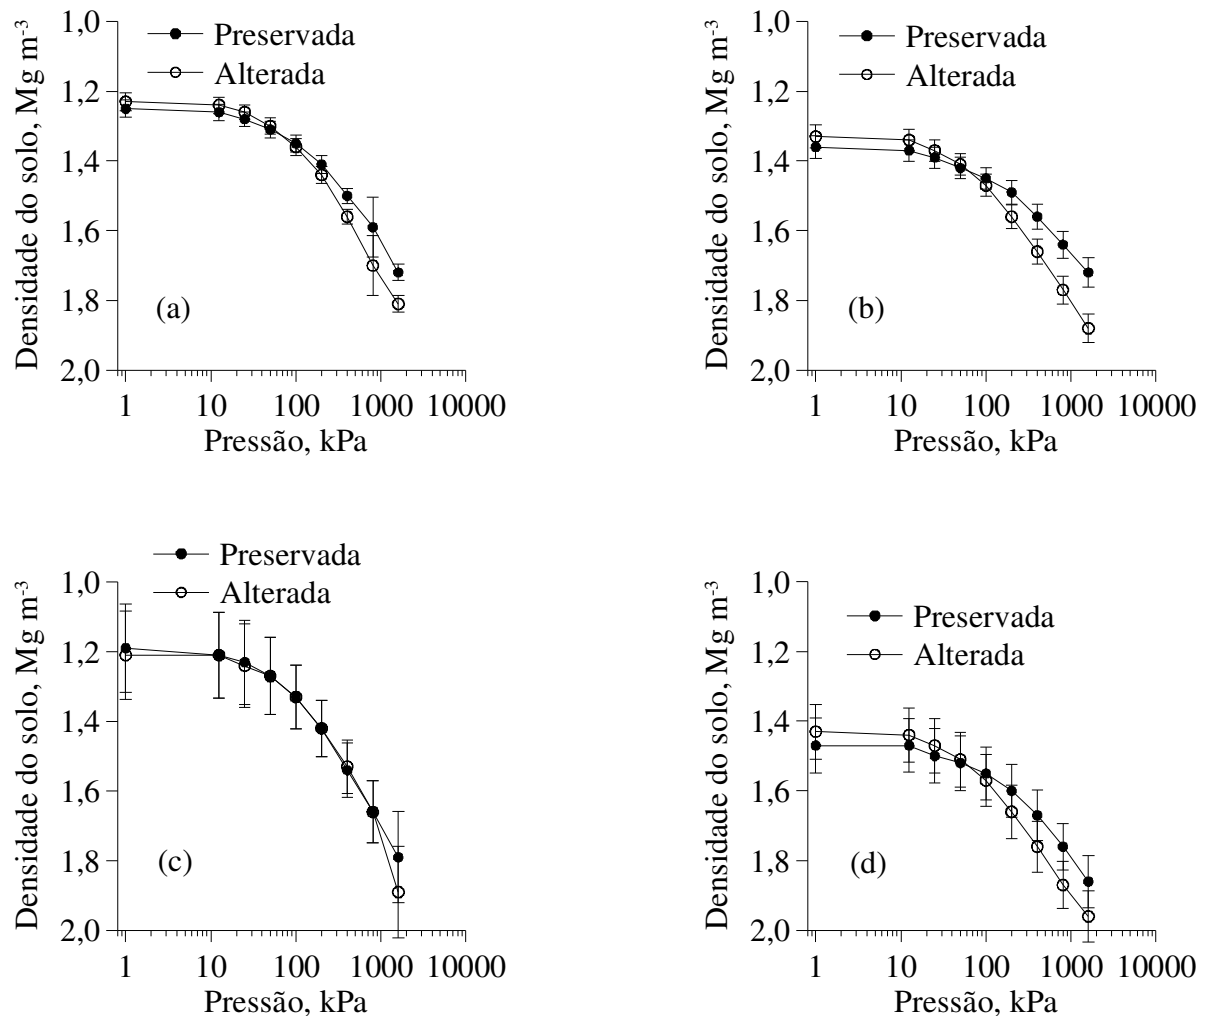 1,0
1,2
1,4
1,6
1,8
2,0
Densidade do solo, Mg m⁻³
Preservada
Alterada
(a)
1 10 100 1000 10000
Pressão, kPa
1,0
1,2
1,4
1,6
1,8
2,0
Densidade do solo, Mg m⁻³
Preservada
Alterada
(b)
1 10 100 1000 10000
Pressão, kPa
Preservada
Alterada
1,0
1,2
1,4
1,6
1,8
2,0
Densidade do solo, Mg m⁻³
(c)
1 10 100 1000 10000
Pressão, kPa
1,0
1,2
1,4
1,6
1,8
2,0
Densidade do solo, Mg m⁻³
Preservada
Alterada
(d)
1 10 100 1000 10000
Pressão, kPa